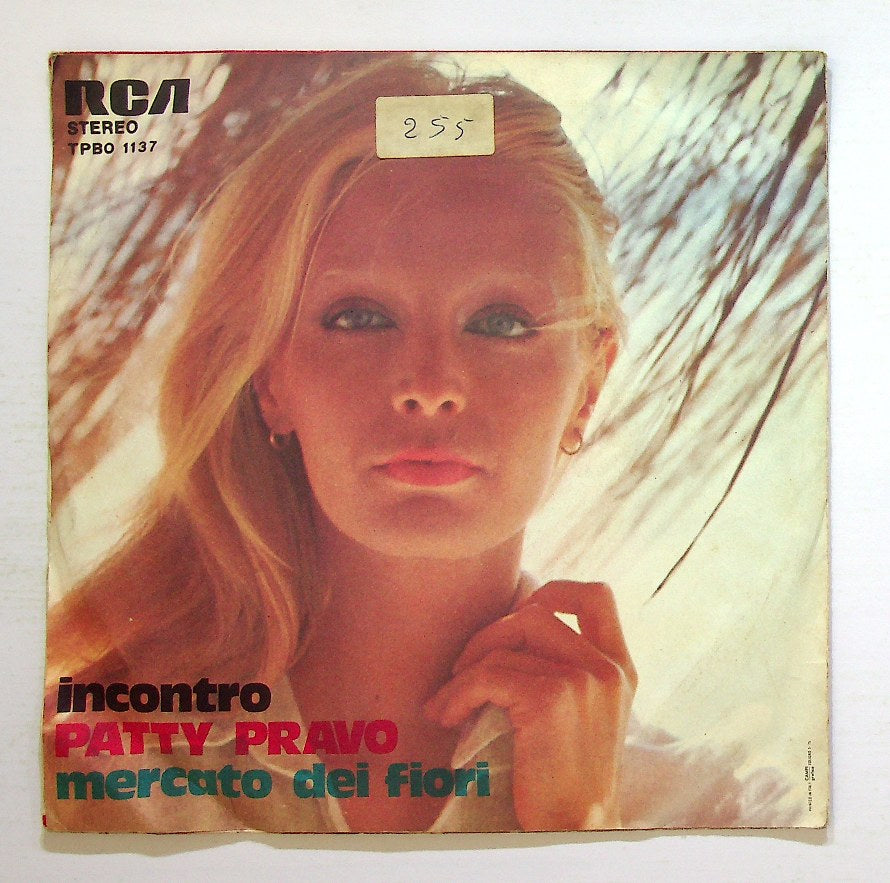 RCA
STEREO
TPBO 1137
255
incontro
PATTY PRAVO
mercato dei fiori